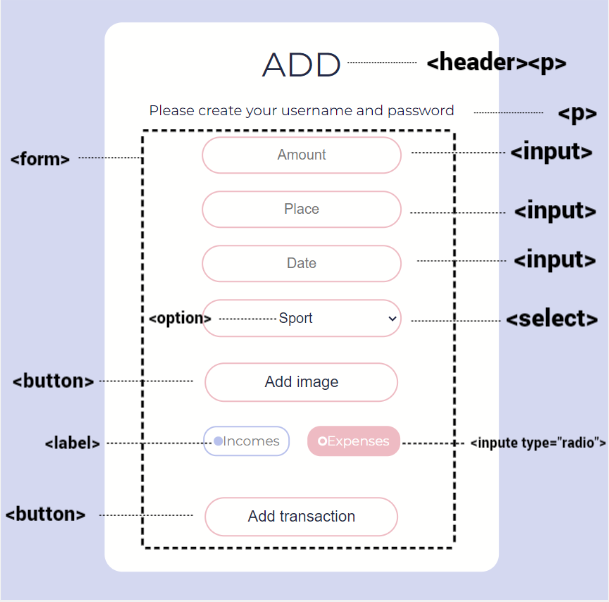 ADD
<header><p>
Please create your username and password
<p>
<form>
Amount
<input>
Place
<input>
Date
<input>
<option>
Sport
<select>
<button>
Add image
<label>
Incomes
Expenses
<inpute type="radio">
<button>
Add transaction